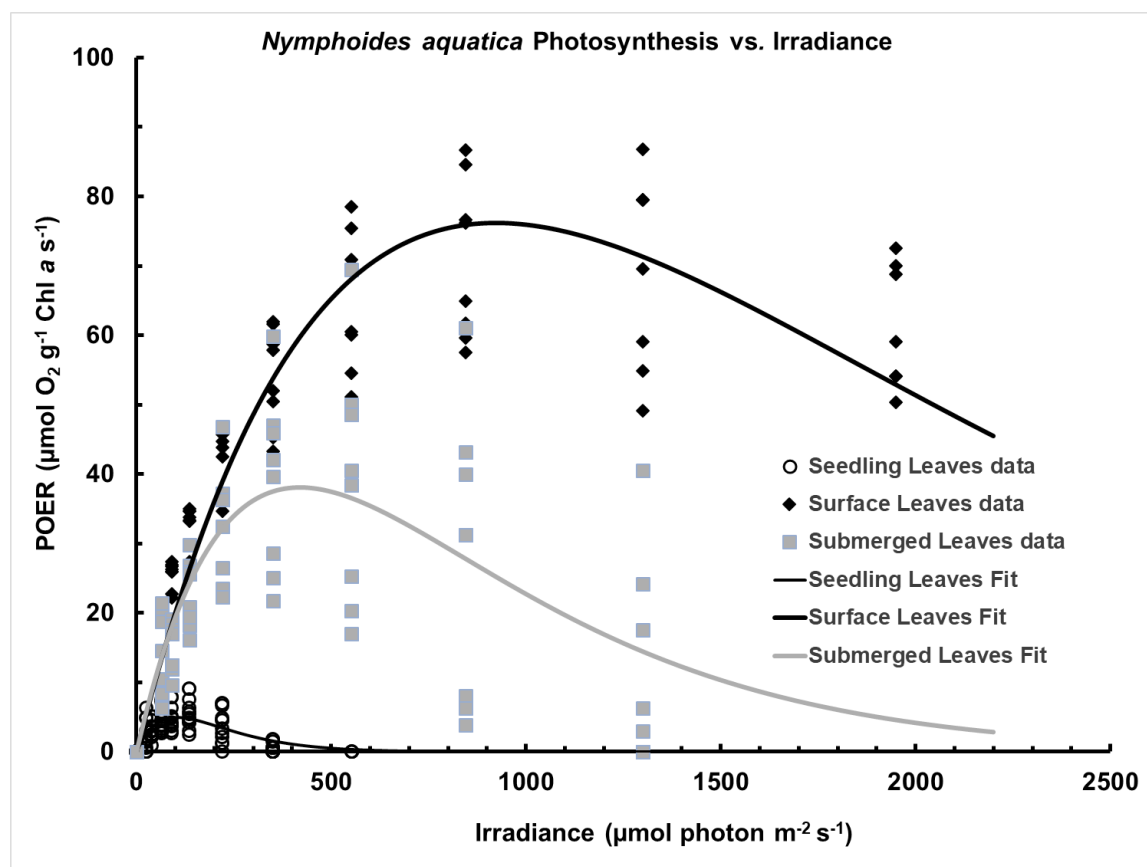 Nymphoides aquatica Photosynthesis vs. Irradiance
100
80
60
40
20
0
POER (µmol O2 g-1 Chl a s-1)
Seedling Leaves data
Surface Leaves data
Submerged Leaves data
Seedling Leaves Fit
Surface Leaves Fit
Submerged Leaves Fit
0 500 1000 1500 2000 2500
Irradiance (µmol photon m-2 s-1)